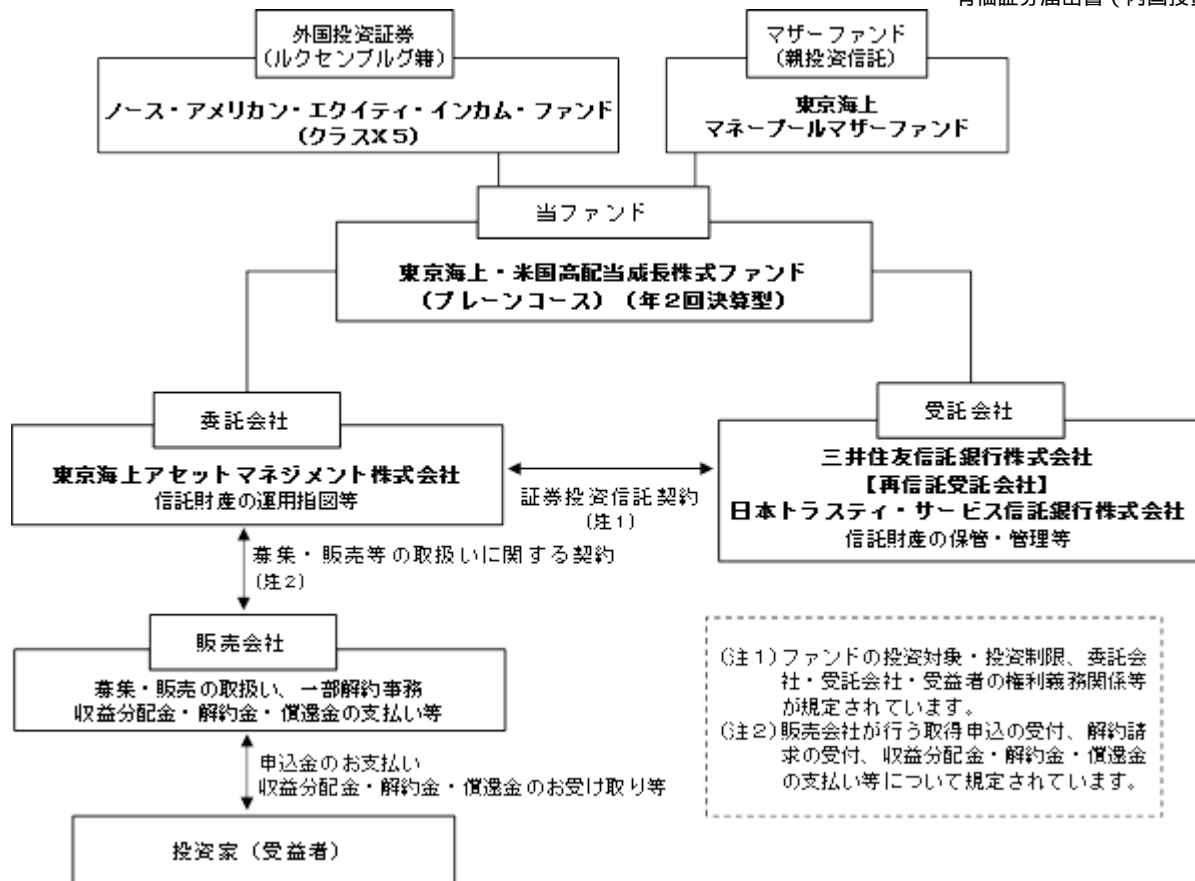 外国投資証券
(ルクセンブルグ籍)
ノース・アメリカン・エクイティ・インカム・ファンド
(クラスX5)
マザーファンド
(親投資信託)
東京海上
マネープールマザーファンド
当ファンド
東京海上・米国高配当成長株式ファンド
(プレーンコース)(年2回決算型)
委託会社
東京海上アセットマネジメント株式会社
信託財産の運用指図等
証券投資信託契約
(注1)
受託会社
三井住友信託銀行株式会社
【再信託受託会社】
日本トラスティ・サービス信託銀行株式会社
信託財産の保管・管理等
募集・販売等の取扱いに関する契約
(注2)
販売会社
募集・販売の取扱い、一部解約事務
収益分配金・解約金・償還金の支払い等
申込金のお支払い
収益分配金・解約金・償還金のお受け取り等
投資家(受益者)
(注1)ファンドの投資対象・投資制限、委託会
社・受託会社・受益者の権利義務関係等
が規定されています。
(注2)販売会社が行う取得申込の受付、解約請
求の受付、収益分配金・解約金・償還金
の支払い等について規定されています。